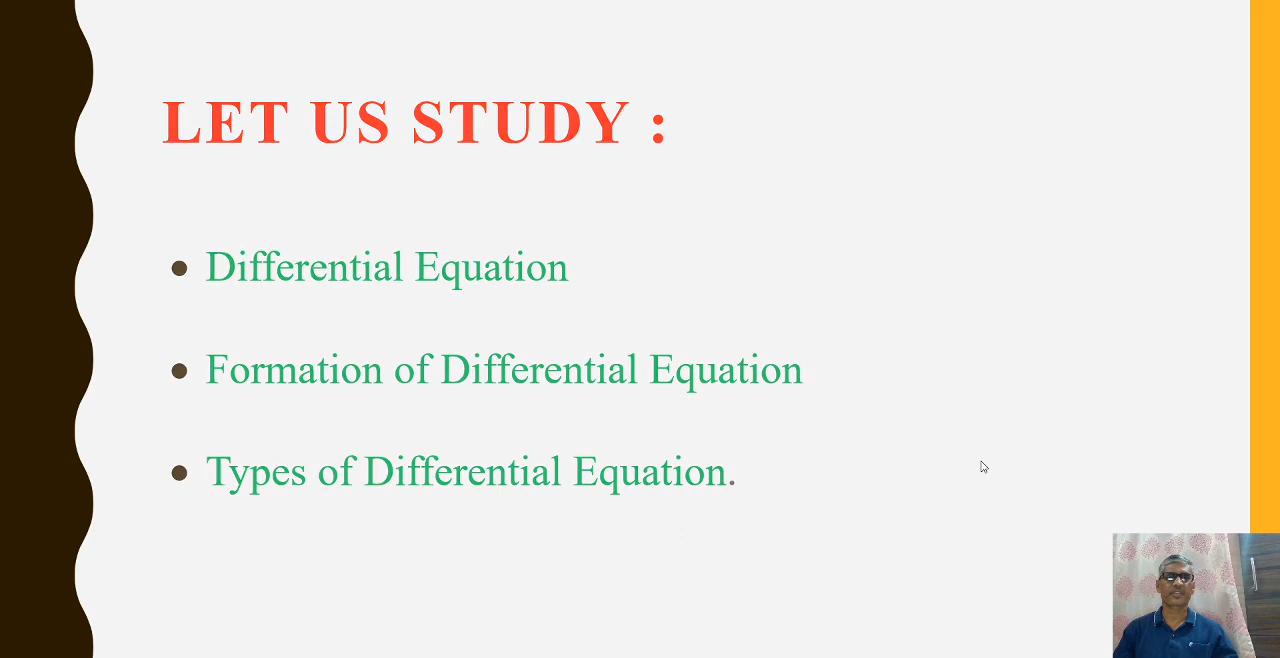 LET US STUDY :
• Differential Equation
• Formation of Differential Equation
• Types of Differential Equation.